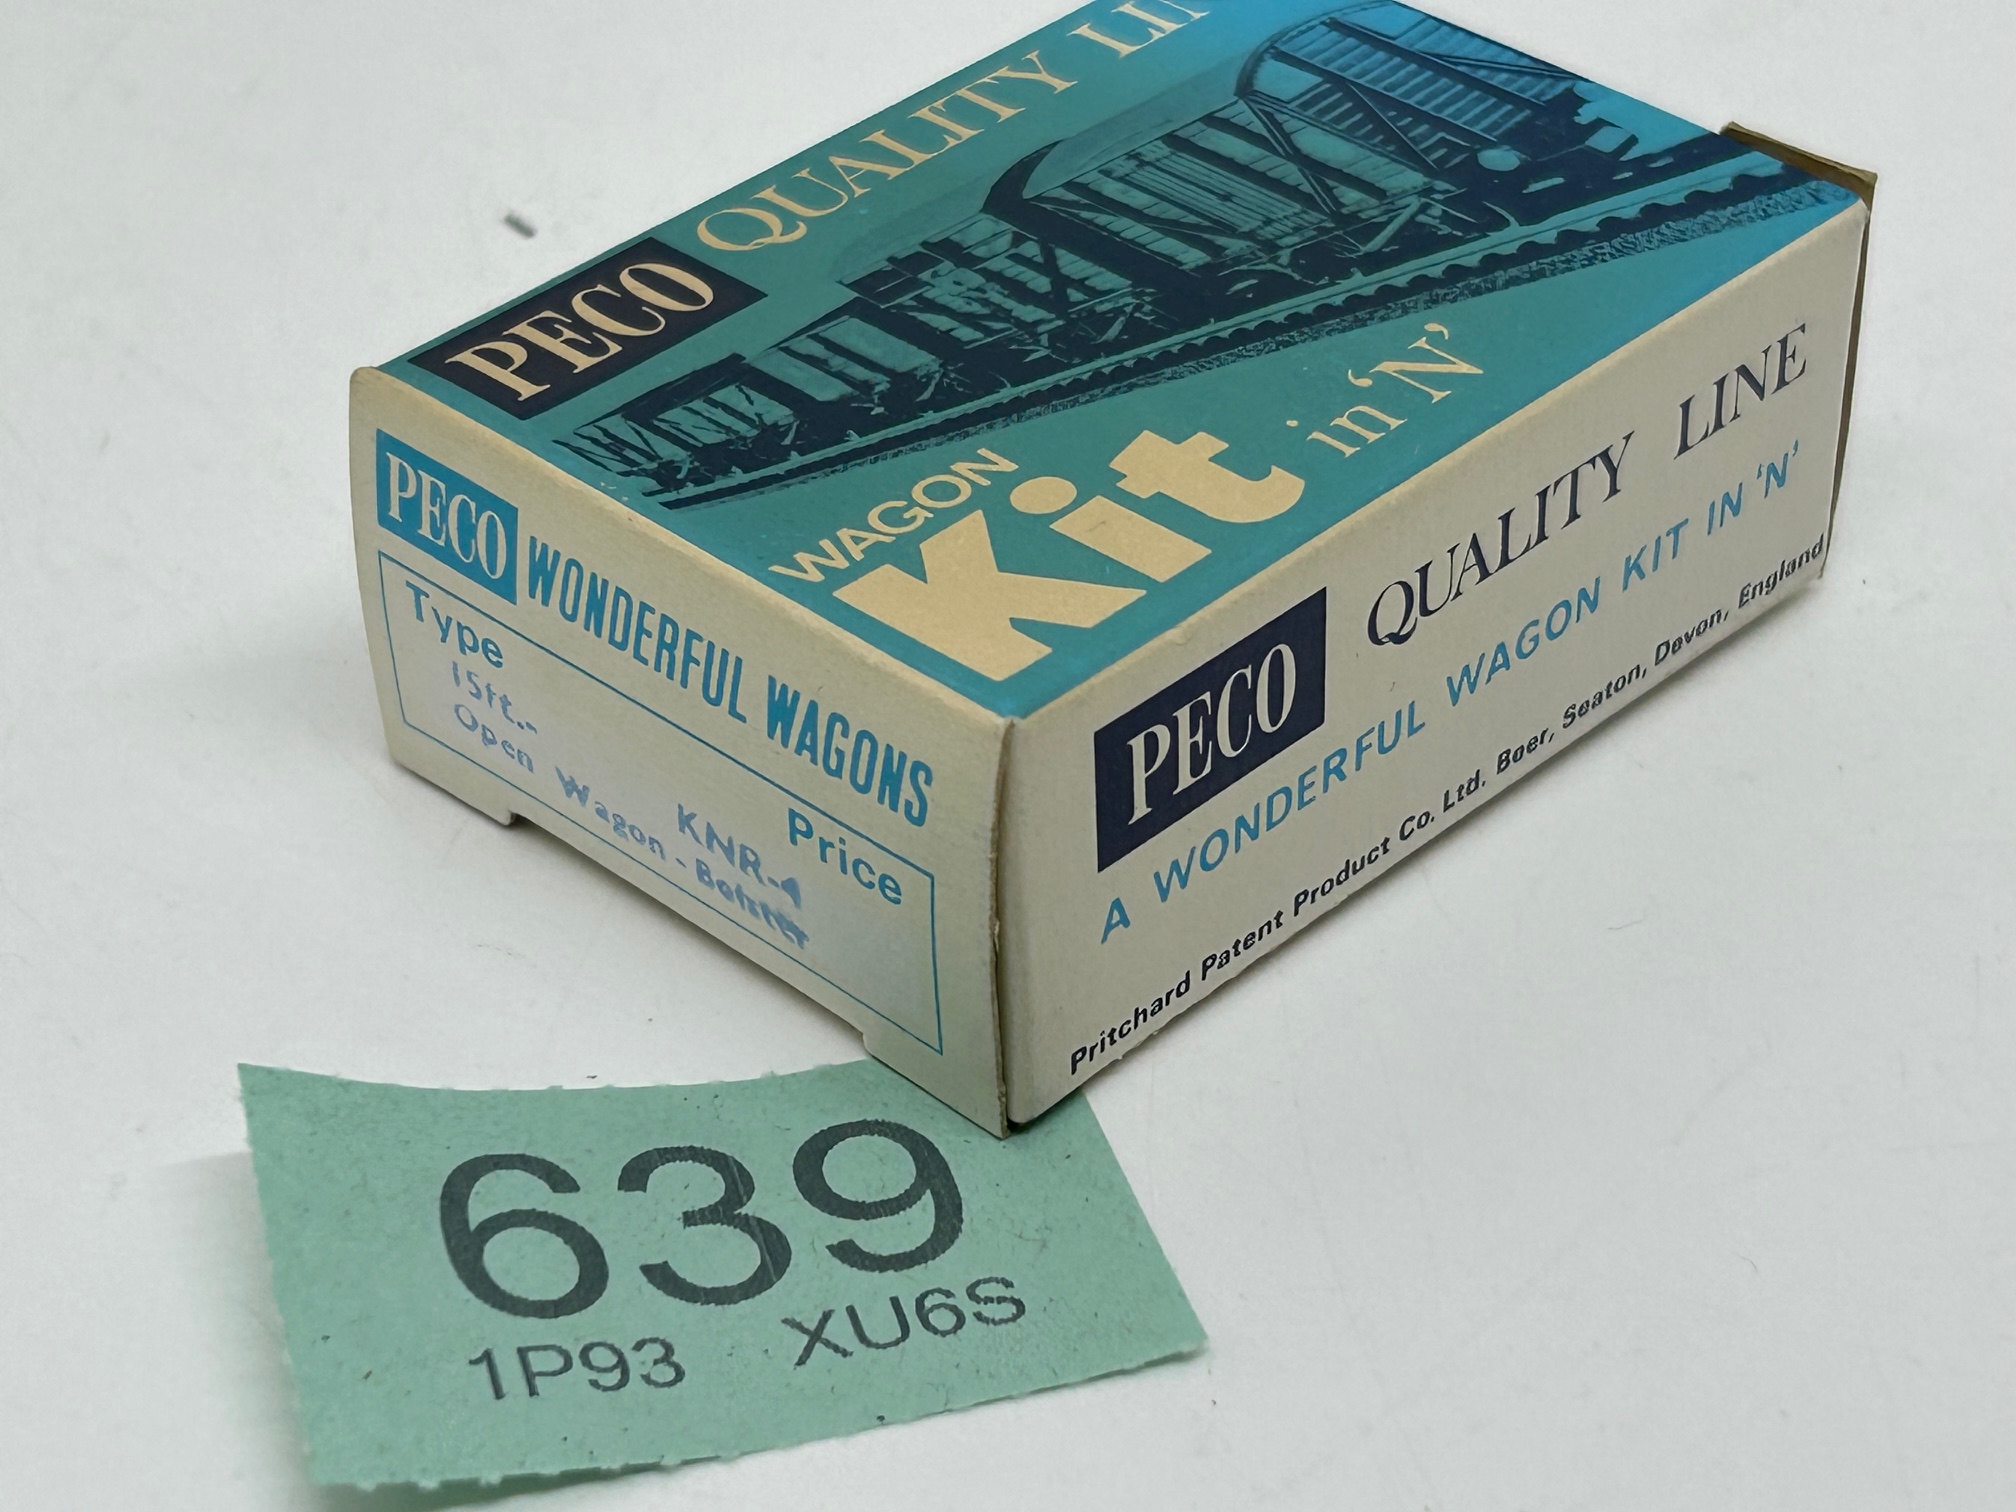 PECO QUALITY LIN
WAGON
Kit in 'N'
PECO WONDERFUL WAGONS
Type Price
15ft.. KNR-4
Open Wagon - Bolster
PECO QUALITY LINE
A WONDERFUL WAGON KIT IN 'N'
Pritchard Patent Product Co. Ltd. Beer, Seaton, Devon, England
639
1P93 XU6S